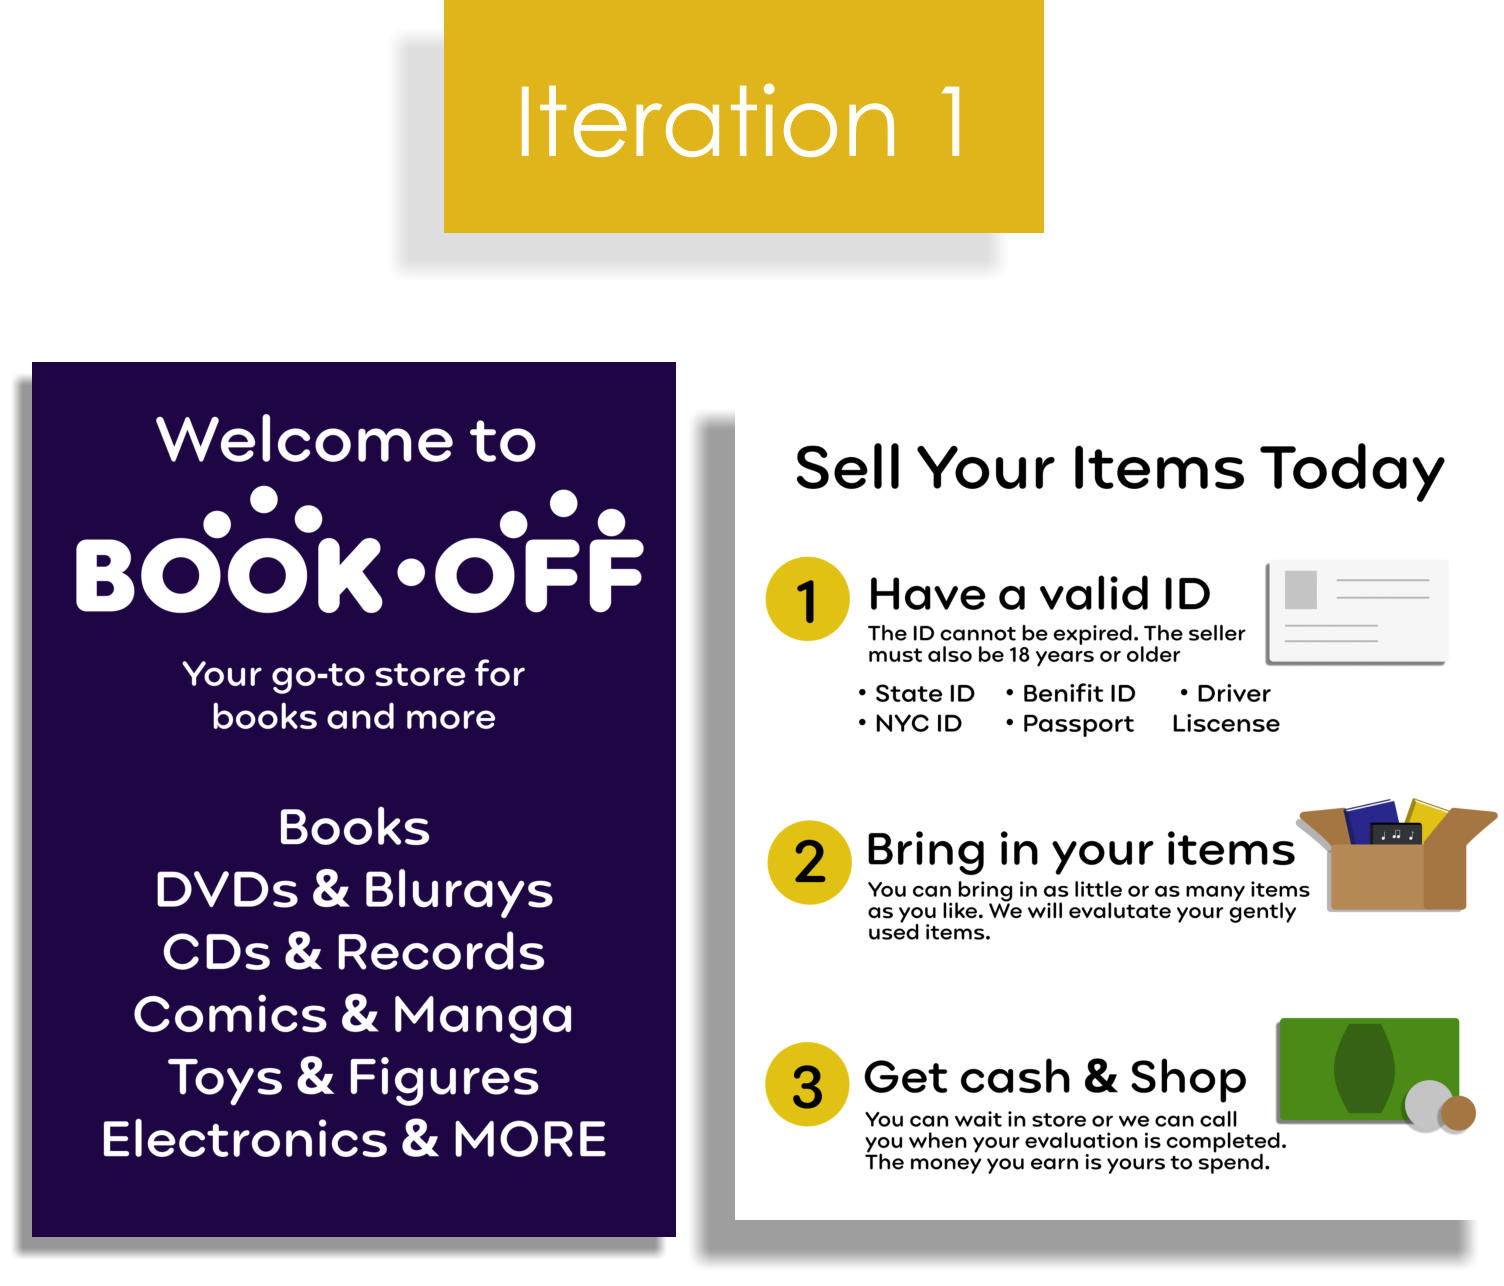 Iteration 1
Welcome to
BOOK·OFF
Your go-to store for
books and more
Books
DVDs & Blurays
CDs & Records
Comics & Manga
Toys & Figures
Electronics & MORE
Sell Your Items Today
1 Have a valid ID
The ID cannot be expired. The seller
must also be 18 years or older
• State ID • Benifit ID • Driver
• NYC ID • Passport Liscense
2 Bring in your items
You can bring in as little or as many items
as you like. We will evalutate your gently
used items.
3 Get cash & Shop
You can wait in store or we can call
you when your evaluation is completed.
The money you earn is yours to spend.